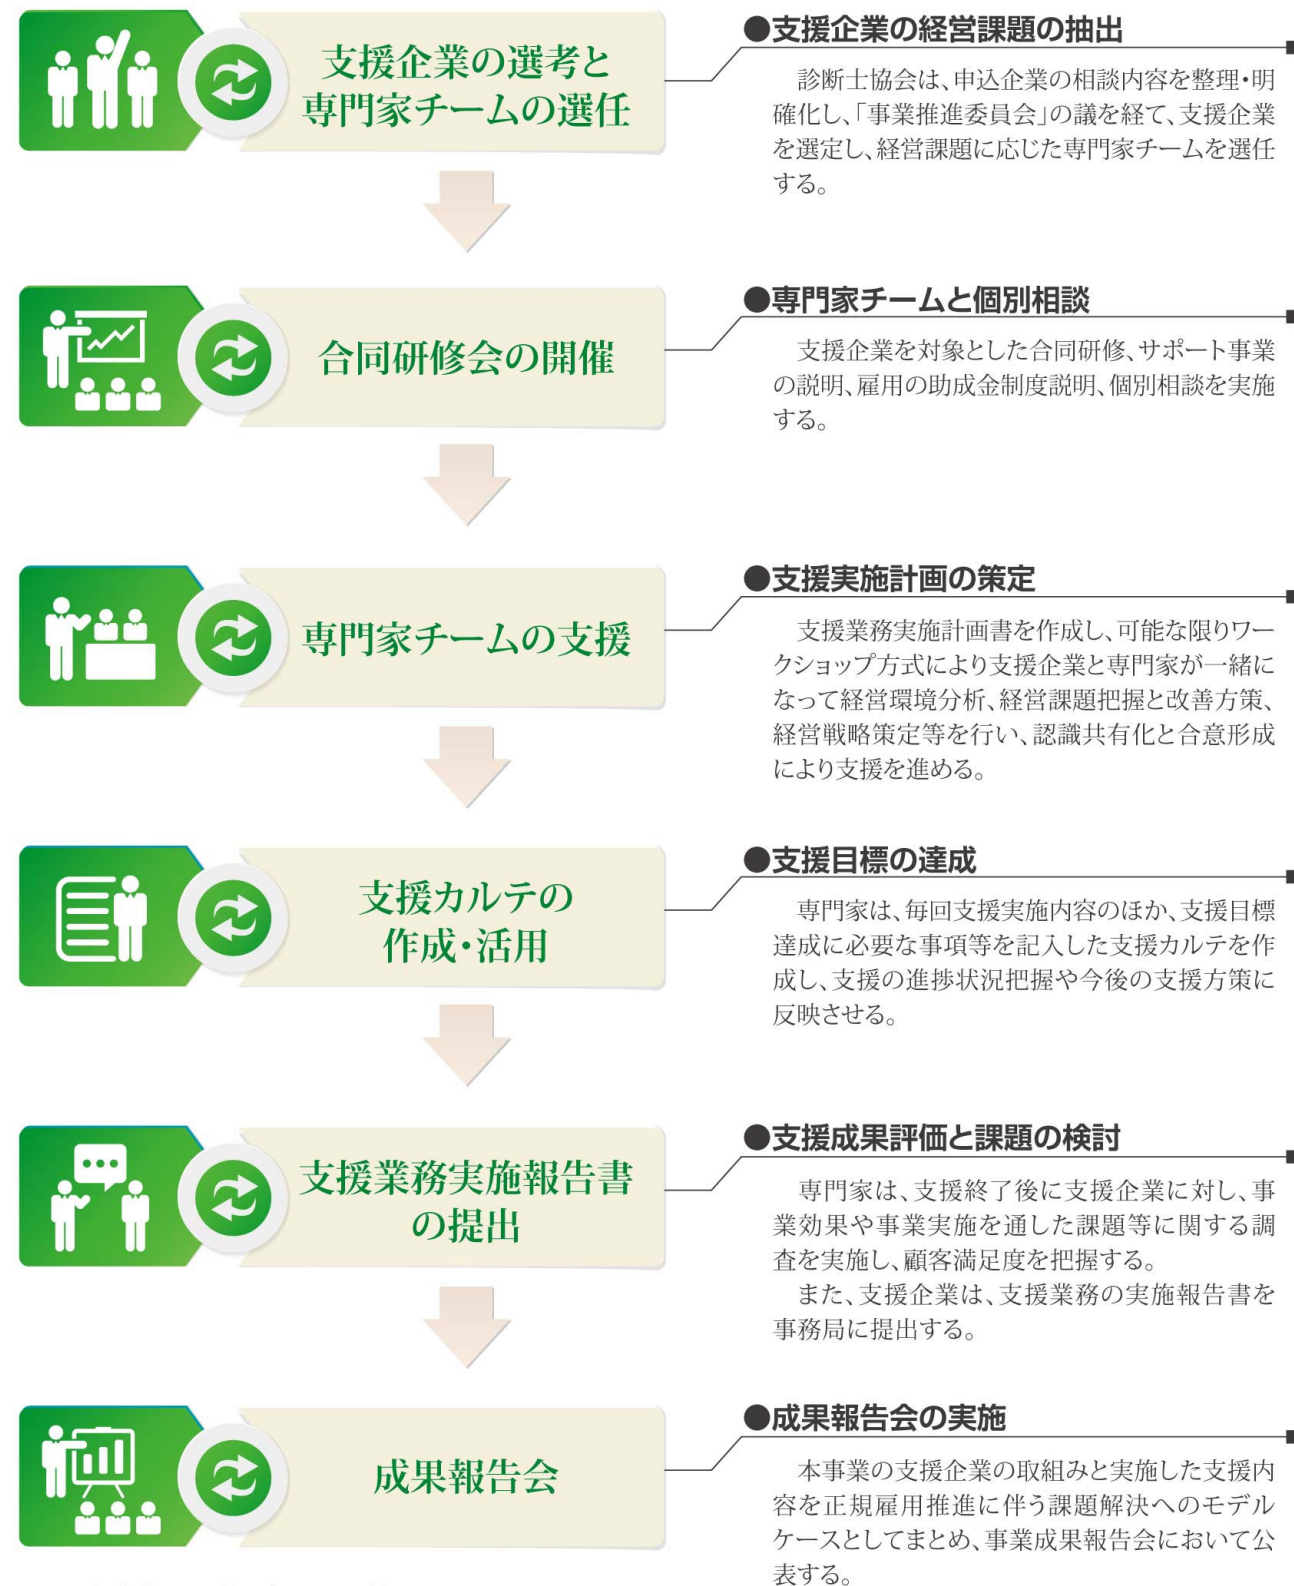 支援企業の選考と
専門家チームの選任
●支援企業の経営課題の抽出
診断士協会は、申込企業の相談内容を整理・明
確化し、「事業推進委員会」の議を経て、支援企業
を選定し、経営課題に応じた専門家チームを選任
する。
合同研修会の開催
●専門家チームと個別相談
支援企業を対象とした合同研修、サポート事業
の説明、雇用の助成金制度説明、個別相談を実施
する。
専門家チームの支援
●支援実施計画の策定
支援業務実施計画書を作成し、可能な限りワー
クショップ方式により支援企業と専門家が一緒に
なって経営環境分析、経営課題把握と改善方策、
経営戦略策定等を行い、認識共有化と合意形成
により支援を進める。
支援カルテの
作成・活用
●支援目標の達成
専門家は、毎回支援実施内容のほか、支援目標
達成に必要な事項等を記入した支援カルテを作
成し、支援の進捗状況把握や今後の支援方策に
反映させる。
支援業務実施報告書
の提出
●支援成果評価と課題の検討
専門家は、支援終了後に支援企業に対し、事
業効果や事業実施を通した課題等に関する調
査を実施し、顧客満足度を把握する。
また、支援企業は、支援業務の実施報告書を
事務局に提出する。
成果報告会
●成果報告会の実施
本事業の支援企業の取組みと実施した支援内
容を正規雇用推進に伴う課題解決へのモデル
ケースとしてまとめ、事業成果報告会において公
表する。